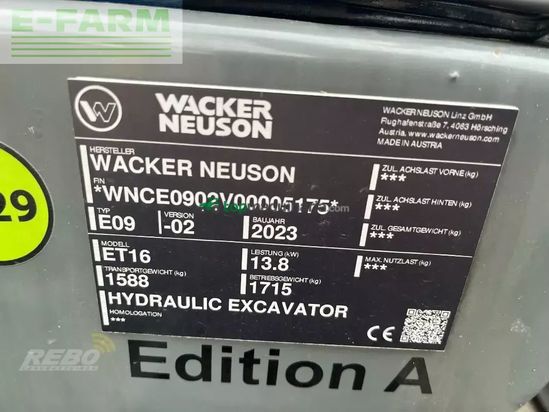 E-FARM
WACKER
NEUSON
WACKER NEUSON Linz GmbH
Flughafenstraße 7, 4063 Hörsching
Austria, www.wackerneuson.com
MADE IN AUSTRIA
HERSTELLER
WACKER NEUSON
FIN
*WNCE0902V00005175*
TYP
E09
VERSION
-02
BAUJAHR
2023
MODELL
ET16
LEISTUNG (kW)
13.8
TRANSPORTGEWICHT (kg)
1588
BETRIEBSGEWICHT (kg)
1715
HYDRAULIC EXCAVATOR
HOMOLOGATION
***
ZUL. ACHSLAST VORNE (kg)
***
ZUL. ACHSLAST HINTEN (kg)
***
ZUL. GESAMTGEWICHT (kg)
***
MAX. NUTZLAST (kg)
***
CE
29
REBO
Edition A